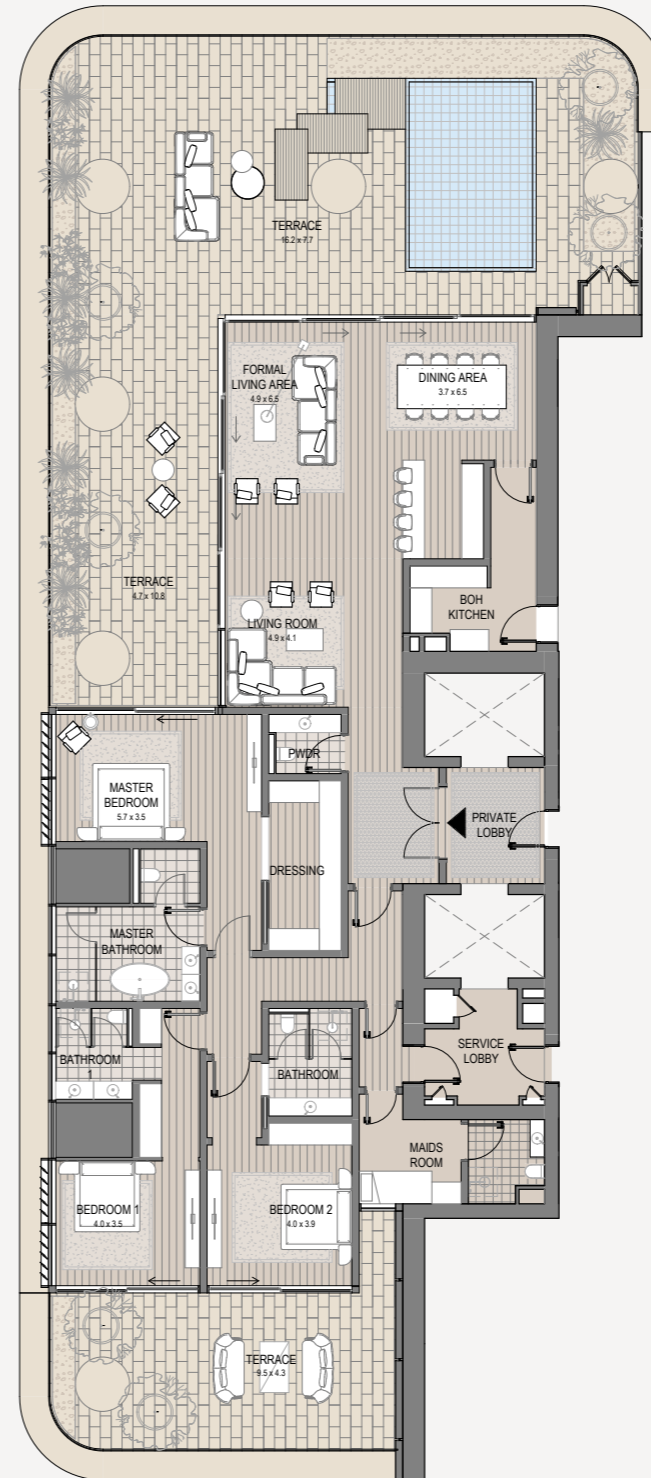 TERRACE
16.2 x 7.7
FORMAL
LIVING AREA
4.9 x 6.5
DINING AREA
3.7 x 6.5
TERRACE
4.7 x 10.8
BOH
KITCHEN
LIVING ROOM
4.9 x 4.1
PWDR
MASTER
BEDROOM
5.7 x 3.5
PRIVATE
LOBBY
DRESSING
MASTER
BATHROOM
SERVICE
LOBBY
BATHROOM
1
BATHROOM
MAIDS
ROOM
BEDROOM 1
4.0 x 3.5
BEDROOM 2
4.0 x 3.9
TERRACE
9.5 x 4.3